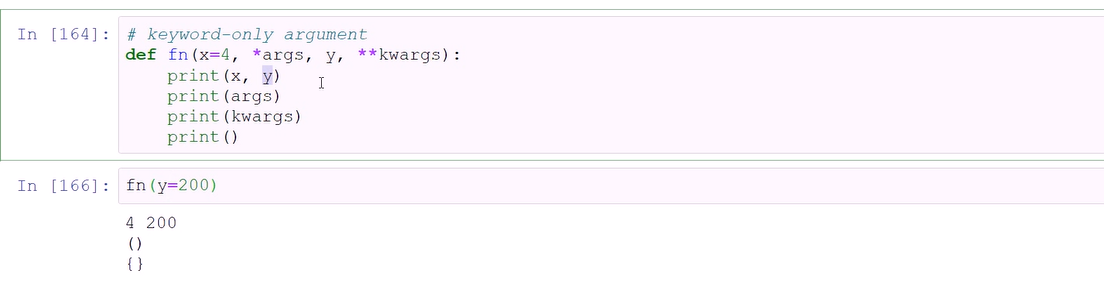 In [164]: # keyword-only argument
def fn(x=4, *args, y, **kwargs):
    print(x, y)
    print(args)
    print(kwargs)
    print()
In [166]: fn(y=200)
4 200
()
{}